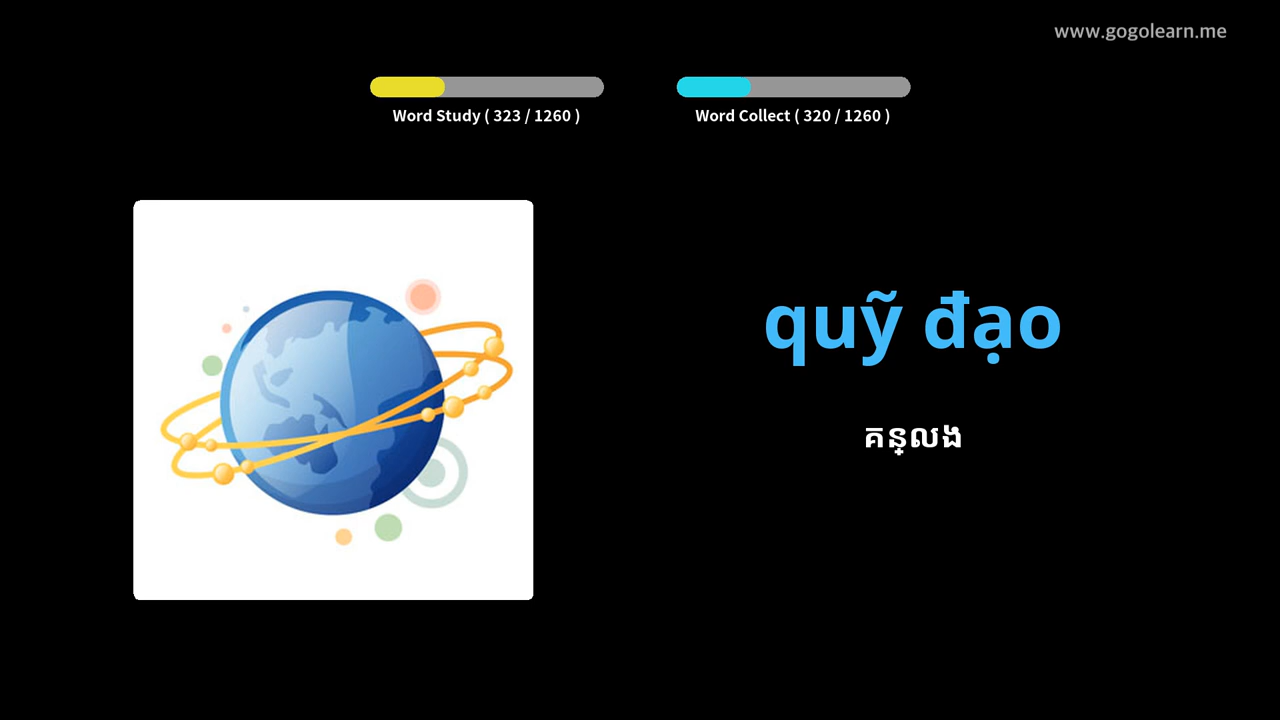 www.gogolearn.me
Word Study ( 323 / 1260 )
Word Collect ( 320 / 1260 )
quỹ đạo
គន្លង